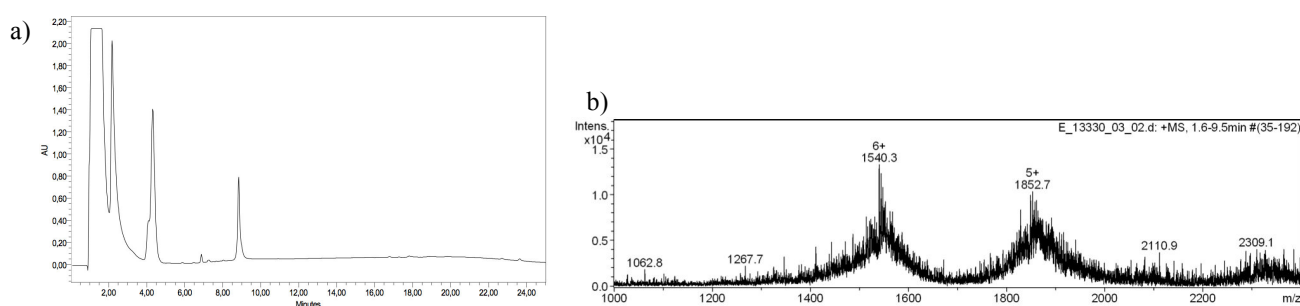 a)
2,20
2,00
1,80
1,60
1,40
1,20
1,00
0,80
0,60
0,40
0,20
0,00
AU
2,00 4,00 6,00 8,00 10,00 12,00 14,00 16,00 18,00 20,00 22,00 24,00
Minutes
b)
Intens.
x10⁴
E_13330_03_02.d: +MS, 1.6-9.5min #(35-192)
1.5
1.0
0.5
0.0
6+
1540.3
5+
1852.7
1062.8
1267.7
2110.9
2309.1
1000 1200 1400 1600 1800 2000 2200 m/z